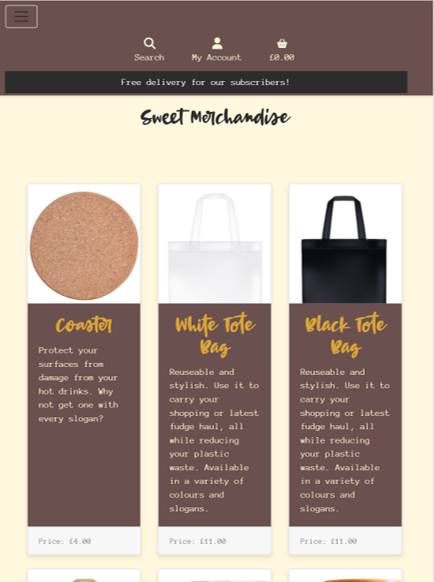 Search My Account £0.00
Free delivery for our subscribers!
Sweet Merchandise
Coaster
Protect your
surfaces from
damage from your
hot drinks. Why
not get one with
every slogan?
Price: £4.00
White Tote
Bag
Reuseable and
stylish. Use it to
carry your
shopping or latest
fudge haul, all
while reducing
your plastic
waste. Available
in a variety of
colours and
slogans.
Price: £11.00
Black Tote
Bag
Reuseable and
stylish. Use it to
carry your
shopping or latest
fudge haul, all
while reducing
your plastic
waste. Available
in a variety of
colours and
slogans.
Price: £11.00